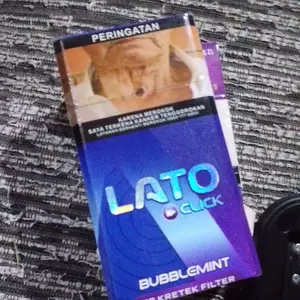 PERINGATAN
KARENA MEROKOK
SAYA TERKENA KANKER TENGGOROKAN
LATO
CLICK
BUBBLEMINT
KRETEK FILTER